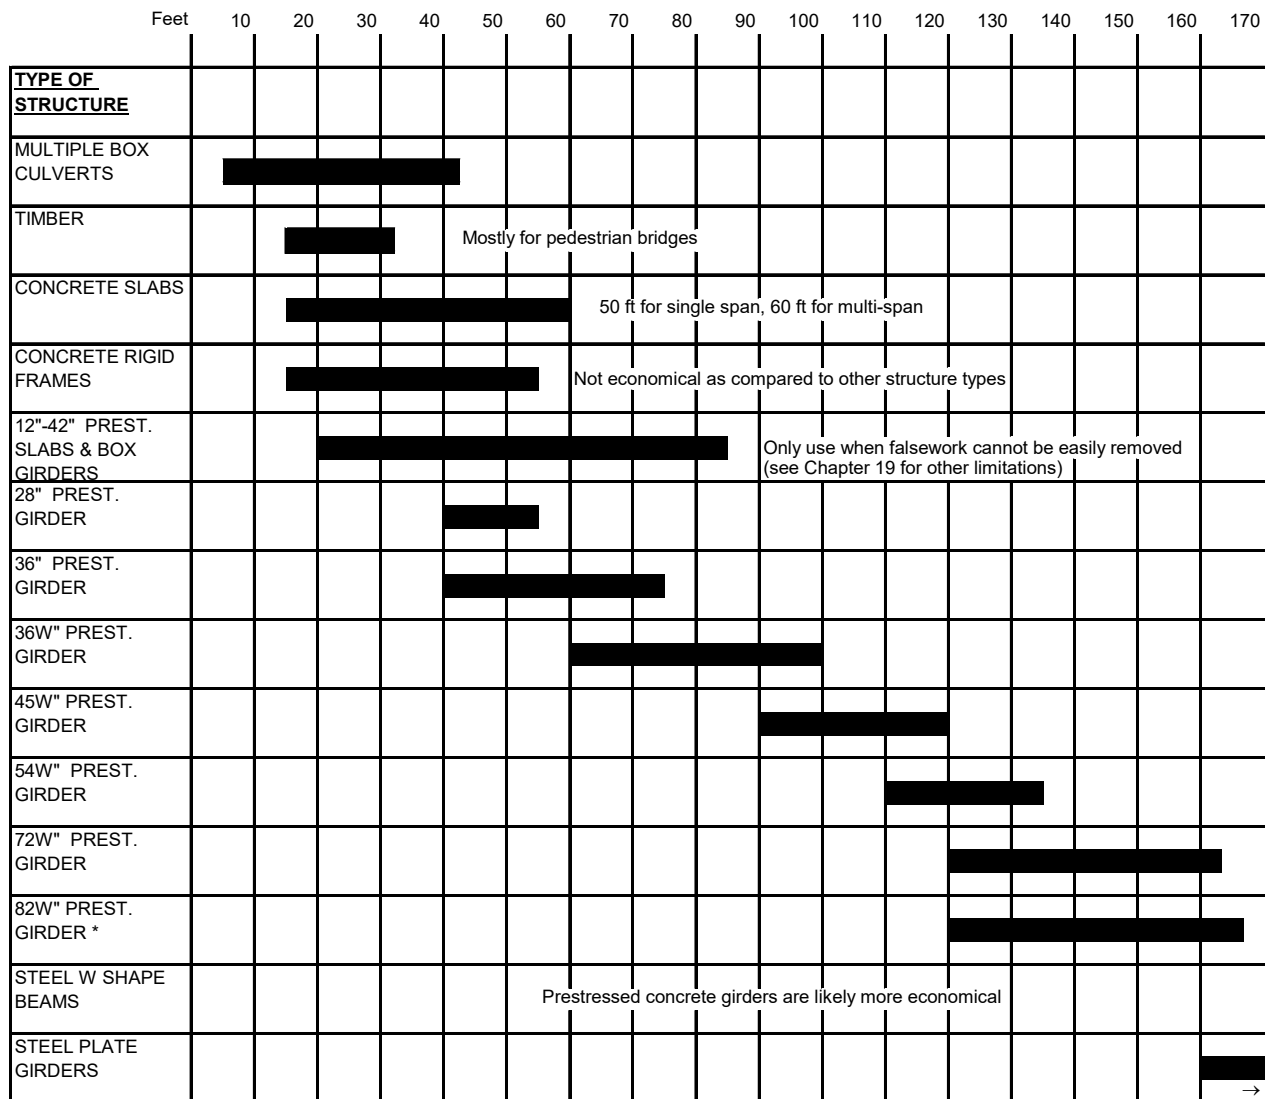 Feet 10 20 30 40 50 60 70 80 90 100 110 120 130 140 150 160 170
TYPE OF
STRUCTURE
MULTIPLE BOX
CULVERTS
TIMBER
Mostly for pedestrian bridges
CONCRETE SLABS
50 ft for single span, 60 ft for multi-span
CONCRETE RIGID
FRAMES
Not economical as compared to other structure types
12"-42" PREST.
SLABS & BOX
GIRDERS
Only use when falsework cannot be easily removed
(see Chapter 19 for other limitations)
28" PREST.
GIRDER
36" PREST.
GIRDER
36W" PREST.
GIRDER
45W" PREST.
GIRDER
54W" PREST.
GIRDER
72W" PREST.
GIRDER
82W" PREST.
GIRDER *
STEEL W SHAPE
BEAMS
Prestressed concrete girders are likely more economical
STEEL PLATE
GIRDERS
→